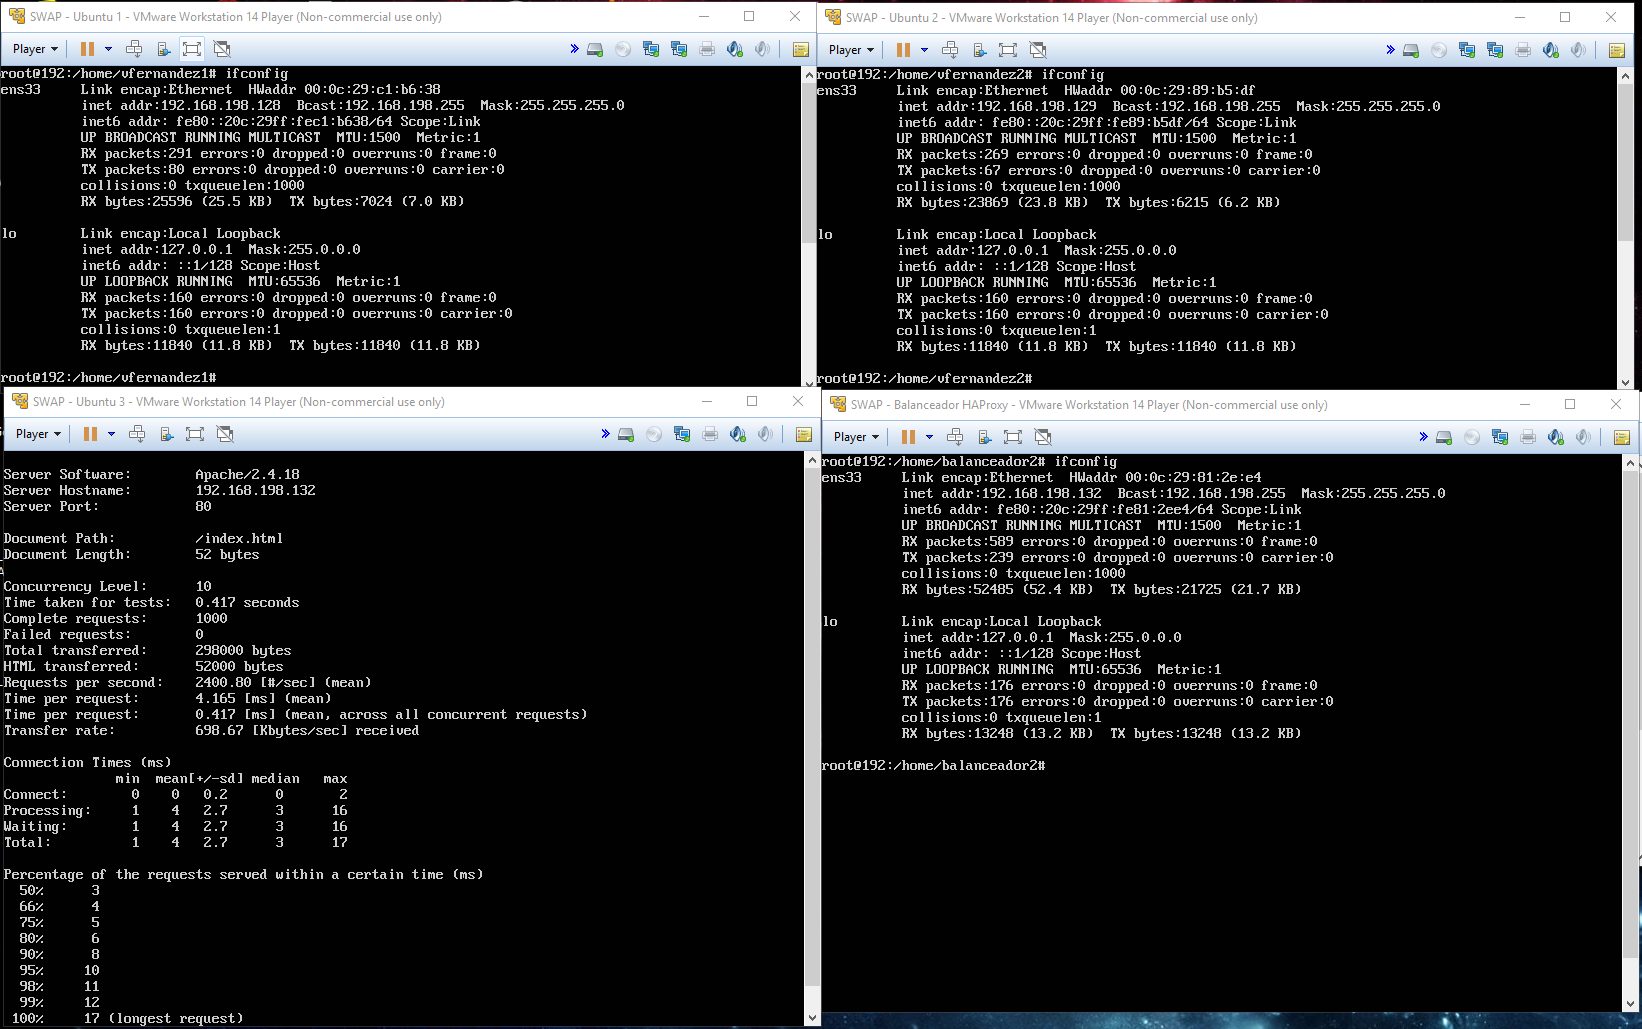 SWAP - Ubuntu 1 - VMware Workstation 14 Player (Non-commercial use only)
Player
root@192:/home/vfernandez1# ifconfig
ens33     Link encap:Ethernet  HWaddr 00:0c:29:c1:b6:38
          inet addr:192.168.198.128  Bcast:192.168.198.255  Mask:255.255.255.0
          inet6 addr: fe80::20c:29ff:fec1:b638/64 Scope:Link
          UP BROADCAST RUNNING MULTICAST  MTU:1500  Metric:1
          RX packets:291 errors:0 dropped:0 overruns:0 frame:0
          TX packets:80 errors:0 dropped:0 overruns:0 carrier:0
          collisions:0 txqueuelen:1000
          RX bytes:25596 (25.5 KB)  TX bytes:7024 (7.0 KB)
lo        Link encap:Local Loopback
          inet addr:127.0.0.1  Mask:255.0.0.0
          inet6 addr: ::1/128 Scope:Host
          UP LOOPBACK RUNNING  MTU:65536  Metric:1
          RX packets:160 errors:0 dropped:0 overruns:0 frame:0
          TX packets:160 errors:0 dropped:0 overruns:0 carrier:0
          collisions:0 txqueuelen:1
          RX bytes:11840 (11.8 KB)  TX bytes:11840 (11.8 KB)
root@192:/home/vfernandez1#
SWAP - Ubuntu 2 - VMware Workstation 14 Player (Non-commercial use only)
Player
root@192:/home/vfernandez2# ifconfig
ens33     Link encap:Ethernet  HWaddr 00:0c:29:89:b5:df
          inet addr:192.168.198.129  Bcast:192.168.198.255  Mask:255.255.255.0
          inet6 addr: fe80::20c:29ff:fe89:b5df/64 Scope:Link
          UP BROADCAST RUNNING MULTICAST  MTU:1500  Metric:1
          RX packets:269 errors:0 dropped:0 overruns:0 frame:0
          TX packets:67 errors:0 dropped:0 overruns:0 carrier:0
          collisions:0 txqueuelen:1000
          RX bytes:23869 (23.8 KB)  TX bytes:6215 (6.2 KB)
lo        Link encap:Local Loopback
          inet addr:127.0.0.1  Mask:255.0.0.0
          inet6 addr: ::1/128 Scope:Host
          UP LOOPBACK RUNNING  MTU:65536  Metric:1
          RX packets:160 errors:0 dropped:0 overruns:0 frame:0
          TX packets:160 errors:0 dropped:0 overruns:0 carrier:0
          collisions:0 txqueuelen:1
          RX bytes:11840 (11.8 KB)  TX bytes:11840 (11.8 KB)
root@192:/home/vfernandez2#
SWAP - Ubuntu 3 - VMware Workstation 14 Player (Non-commercial use only)
Player
Server Software:        Apache/2.4.18
Server Hostname:        192.168.198.132
Server Port:            80
Document Path:          /index.html
Document Length:        52 bytes
Concurrency Level:      10
Time taken for tests:   0.417 seconds
Complete requests:      1000
Failed requests:        0
Total transferred:      298000 bytes
HTML transferred:       52000 bytes
Requests per second:    2400.80 [#/sec] (mean)
Time per request:       4.165 [ms] (mean)
Time per request:       0.417 [ms] (mean, across all concurrent requests)
Transfer rate:          698.67 [Kbytes/sec] received
Connection Times (ms)
              min  mean[+/-sd] median   max
Connect:        0    0   0.2      0       2
Processing:     1    4   2.7      3      16
Waiting:        1    4   2.7      3      16
Total:          1    4   2.7      3      17
Percentage of the requests served within a certain time (ms)
  50%      3
  66%      4
  75%      5
  80%      6
  90%      8
  95%     10
  98%     11
  99%     12
 100%     17 (longest request)
SWAP - Balanceador HAProxy - VMware Workstation 14 Player (Non-commercial use only)
Player
root@192:/home/balanceador2# ifconfig
ens33     Link encap:Ethernet  HWaddr 00:0c:29:81:2e:e4
          inet addr:192.168.198.132  Bcast:192.168.198.255  Mask:255.255.255.0
          inet6 addr: fe80::20c:29ff:fe81:2ee4/64 Scope:Link
          UP BROADCAST RUNNING MULTICAST  MTU:1500  Metric:1
          RX packets:589 errors:0 dropped:0 overruns:0 frame:0
          TX packets:239 errors:0 dropped:0 overruns:0 carrier:0
          collisions:0 txqueuelen:1000
          RX bytes:52485 (52.4 KB)  TX bytes:21725 (21.7 KB)
lo        Link encap:Local Loopback
          inet addr:127.0.0.1  Mask:255.0.0.0
          inet6 addr: ::1/128 Scope:Host
          UP LOOPBACK RUNNING  MTU:65536  Metric:1
          RX packets:176 errors:0 dropped:0 overruns:0 frame:0
          TX packets:176 errors:0 dropped:0 overruns:0 carrier:0
          collisions:0 txqueuelen:1
          RX bytes:13248 (13.2 KB)  TX bytes:13248 (13.2 KB)
root@192:/home/balanceador2#